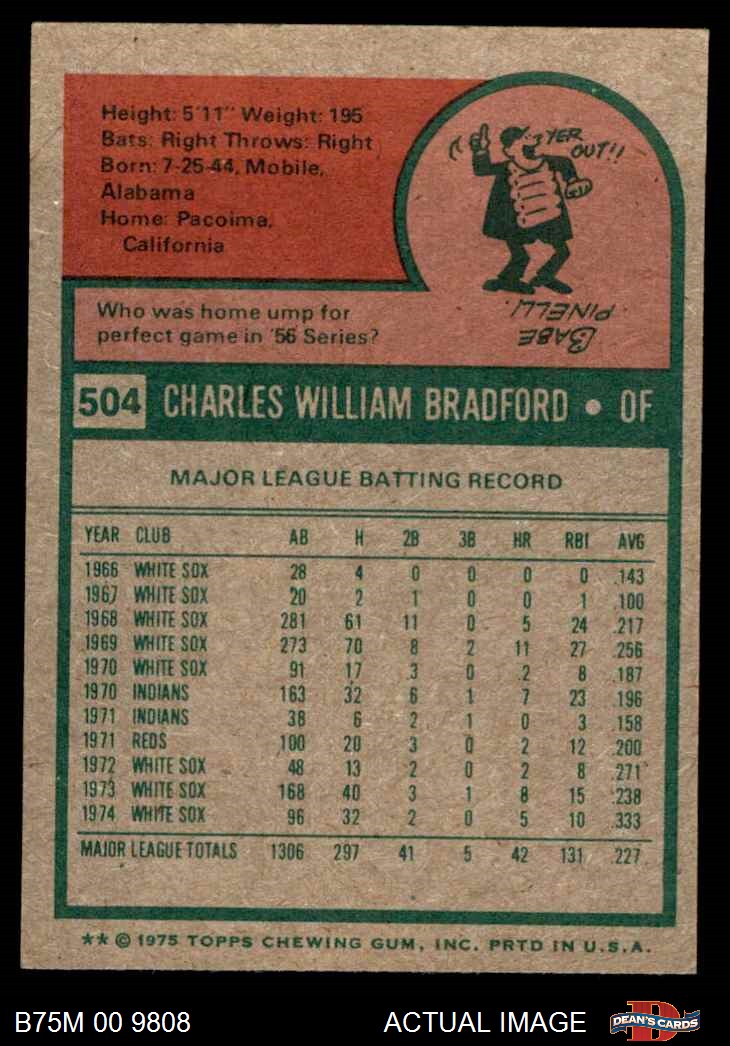 Height: 5'11" Weight: 195
Bats: Right Throws: Right
Born: 7-25-44, Mobile,
Alabama
Home: Pacoima,
California
YER
OUT!!
BABE
PINELLI
Who was home ump for
perfect game in '56 Series?
504 CHARLES WILLIAM BRADFORD • OF
MAJOR LEAGUE BATTING RECORD
YEAR CLUB AB H 2B 3B HR RBI AVG
1966 WHITE SOX 28 4 0 0 0 0 .143
1967 WHITE SOX 20 2 1 0 0 1 .100
1968 WHITE SOX 281 61 11 0 5 24 .217
1969 WHITE SOX 273 70 8 2 11 27 .256
1970 WHITE SOX 91 17 3 0 2 8 .187
1970 INDIANS 163 32 6 1 7 23 .196
1971 INDIANS 38 6 2 1 0 3 .158
1971 REDS 100 20 3 0 2 12 .200
1972 WHITE SOX 48 13 2 0 2 8 .271
1973 WHITE SOX 168 40 3 1 8 15 .238
1974 WHITE SOX 96 32 2 0 5 10 .333
MAJOR LEAGUE TOTALS 1306 297 41 5 42 131 .227
** © 1975 TOPPS CHEWING GUM, INC. PRTD IN U.S.A.
B75M 00 9808 ACTUAL IMAGE DEAN'S CARDS